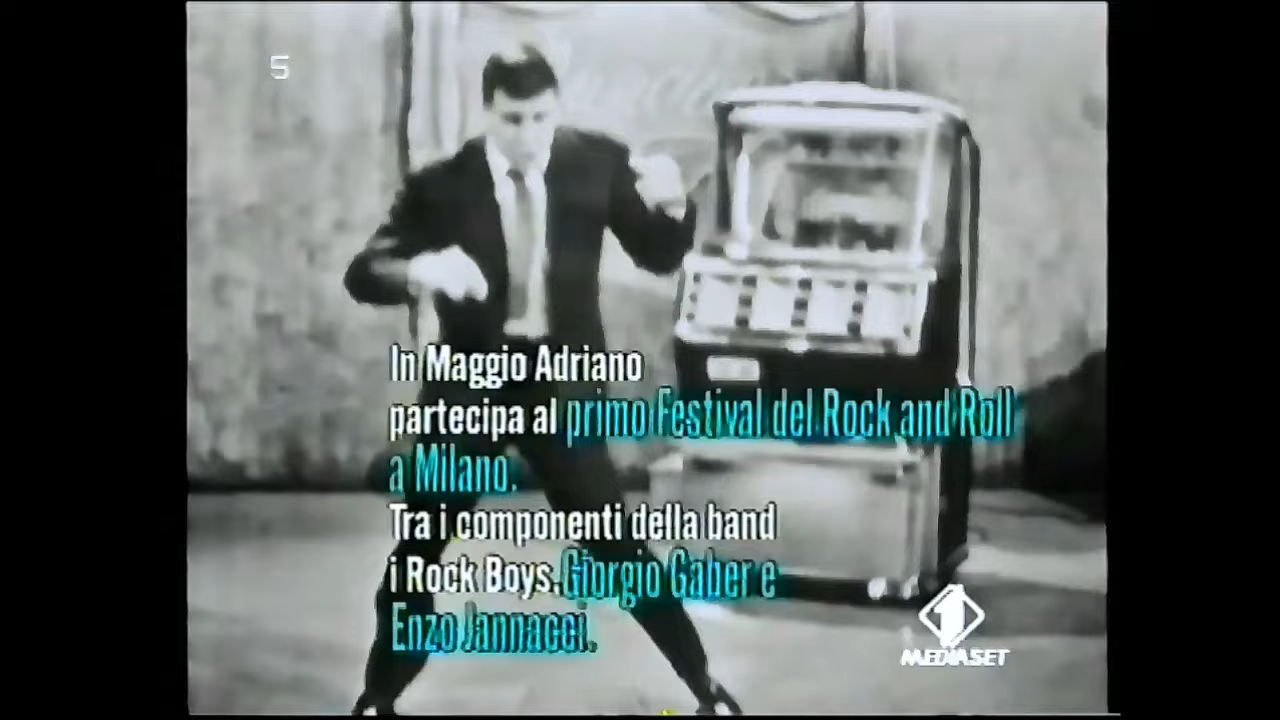 5
In Maggio Adriano
partecipa al primo Festival del Rock and Roll
a Milano.
Tra i componenti della band
i Rock Boys.Giorgio Gaber e
Enzo Jannacci.
1
MEDIASET